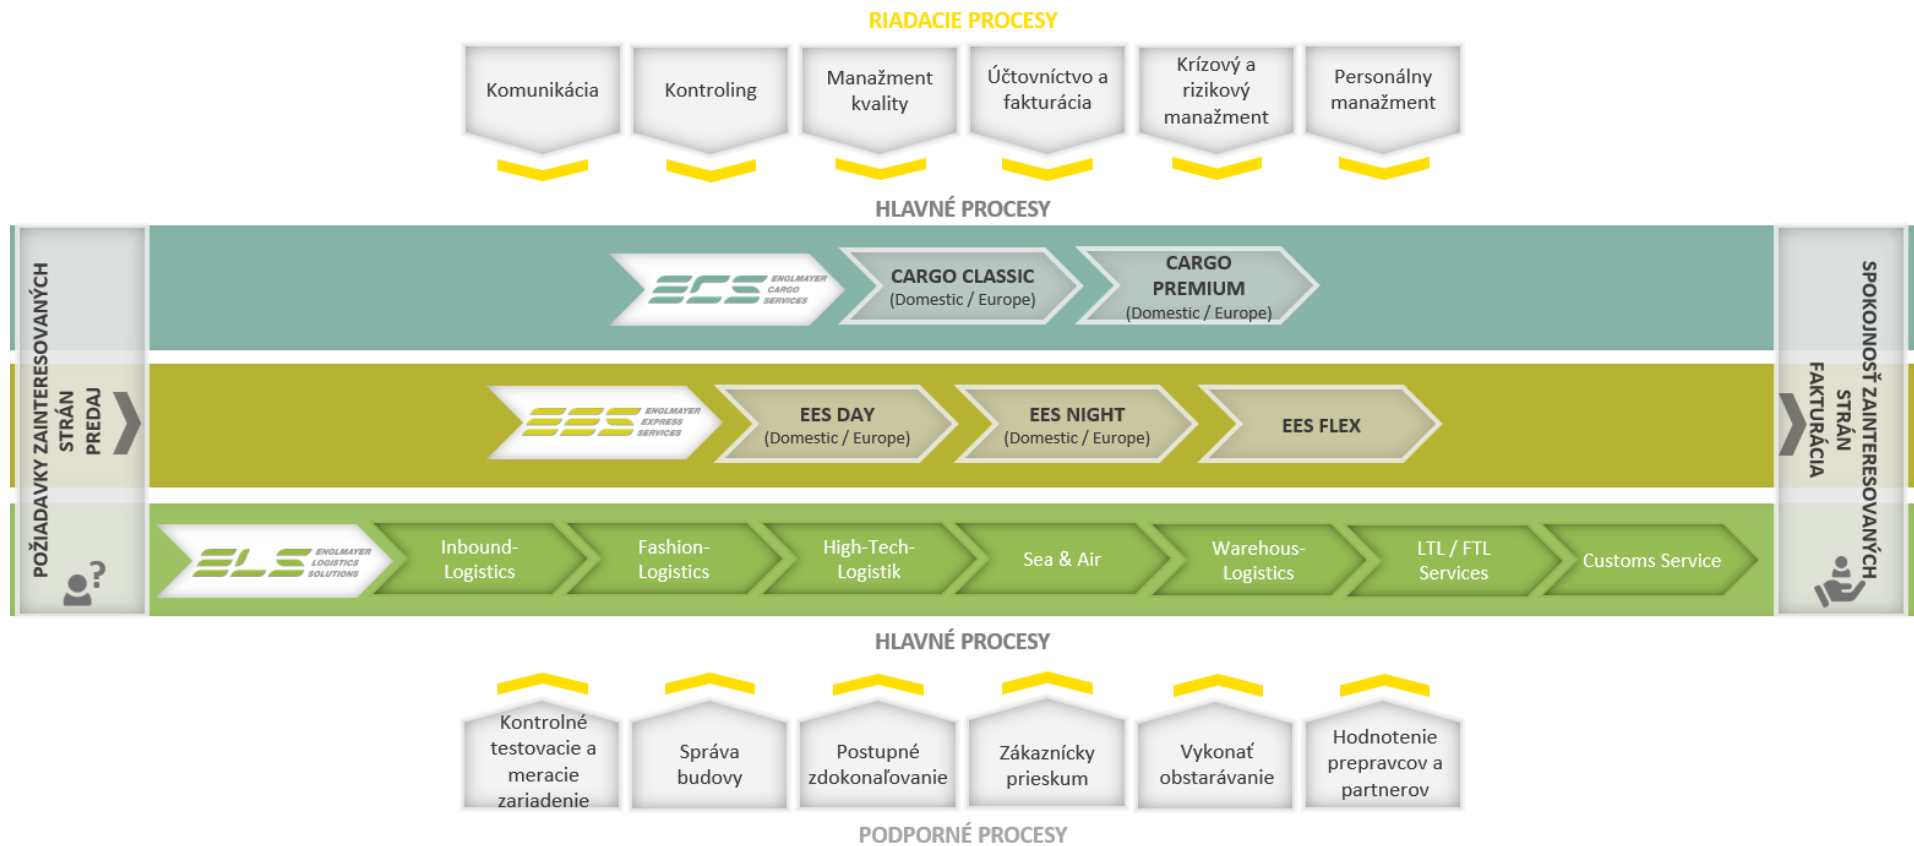 RIADACIE PROCESY
Komunikácia
Kontroling
Manažment
kvality
Účtovníctvo a
fakturácia
Krízový a
rizikový
manažment
Personálny
manažment
HLAVNÉ PROCESY
POŽIADAVKY ZAINTERESOVANÝCH
STRÁN
PREDAJ
?
ECS
ENGLMAYER
CARGO
SERVICES
CARGO CLASSIC
(Domestic / Europe)
CARGO
PREMIUM
(Domestic / Europe)
EES
ENGLMAYER
EXPRESS
SERVICES
EES DAY
(Domestic / Europe)
EES NIGHT
(Domestic / Europe)
EES FLEX
ELS
ENGLMAYER
LOGISTICS
SOLUTIONS
Inbound-
Logistics
Fashion-
Logistics
High-Tech-
Logistik
Sea & Air
Warehous-
Logistics
LTL / FTL
Services
Customs Service
SPOKOJNOSŤ ZAINTERESOVANÝCH
STRÁN
FAKTURÁCIA
HLAVNÉ PROCESY
Kontrolné
testovacie a
meracie
zariadenie
Správa
budovy
Postupné
zdokonaľovanie
Zákaznícky
prieskum
Vykonať
obstarávanie
Hodnotenie
prepravcov a
partnerov
PODPORNÉ PROCESY